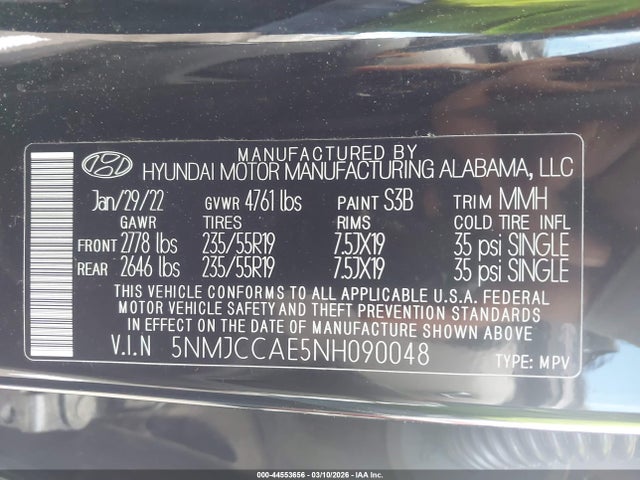 MANUFACTURED BY
HYUNDAI MOTOR MANUFACTURING ALABAMA, LLC
Jan/29/22 GVWR 4761 lbs PAINT S3B TRIM MMH
GAWR TIRES RIMS COLD TIRE INFL
FRONT 2778 lbs 235/55R19 7.5JX19 35 psi SINGLE
REAR 2646 lbs 235/55R19 7.5JX19 35 psi SINGLE
THIS VEHICLE CONFORMS TO ALL APPLICABLE U.S.A. FEDERAL
MOTOR VEHICLE SAFETY AND THEFT PREVENTION STANDARDS
IN EFFECT ON THE DATE OF MANUFACTURE SHOWN ABOVE
V.I.N 5NMJCCAE5NH090048 TYPE: MPV
000-44553656 - 03/10/2026 - IAA Inc.